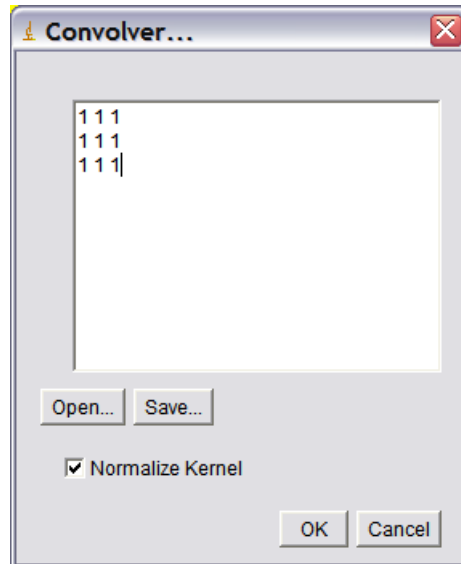 Convolver...
1 1 1
1 1 1
1 1 1
Open... Save...
Normalize Kernel
OK Cancel